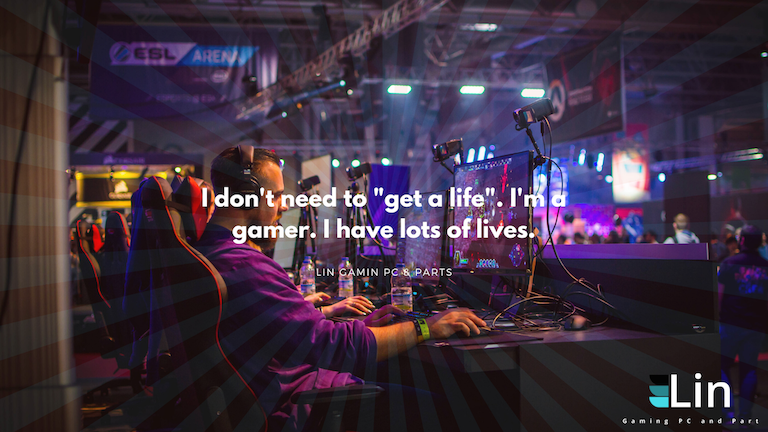 ESL ARENA
I don't need to "get a life". I'm a
gamer. I have lots of lives.
LIN GAMIN PC & PARTS
Lin
Gaming PC and Part